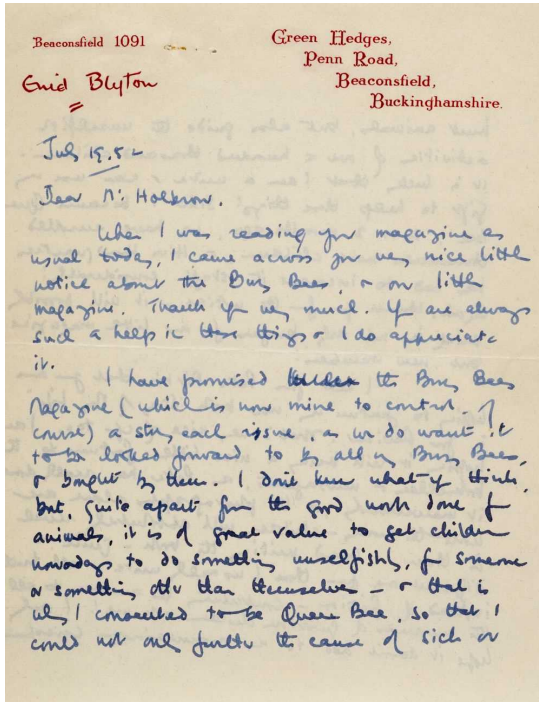 Beaconsfield 1091
Green Hedges,
Penn Road,
Beaconsfield,
Buckinghamshire.
Enid Blyton
July 19. 52
Dear Mr Holbrow.
When I was reading your magazine as
usual today, I came across your very nice little
notice about the Busy Bees, & our little
magazine. Thank you very much. You are always
such a help in these things & I do appreciate
it.
I have promised the Busy Bees
Magazine (which is now mine to control, of
course) a story each issue, as we do want it
to be looked forward to by all my Busy Bees,
& bought by them. I don't know what you think,
but, quite apart from the good work done for
animals, it is of great value to get children
nowadays to do something unselfishly, for someone
or something other than themselves – & that is
why I consented to be Queen Bee, so that I
could not only further the cause of sick or